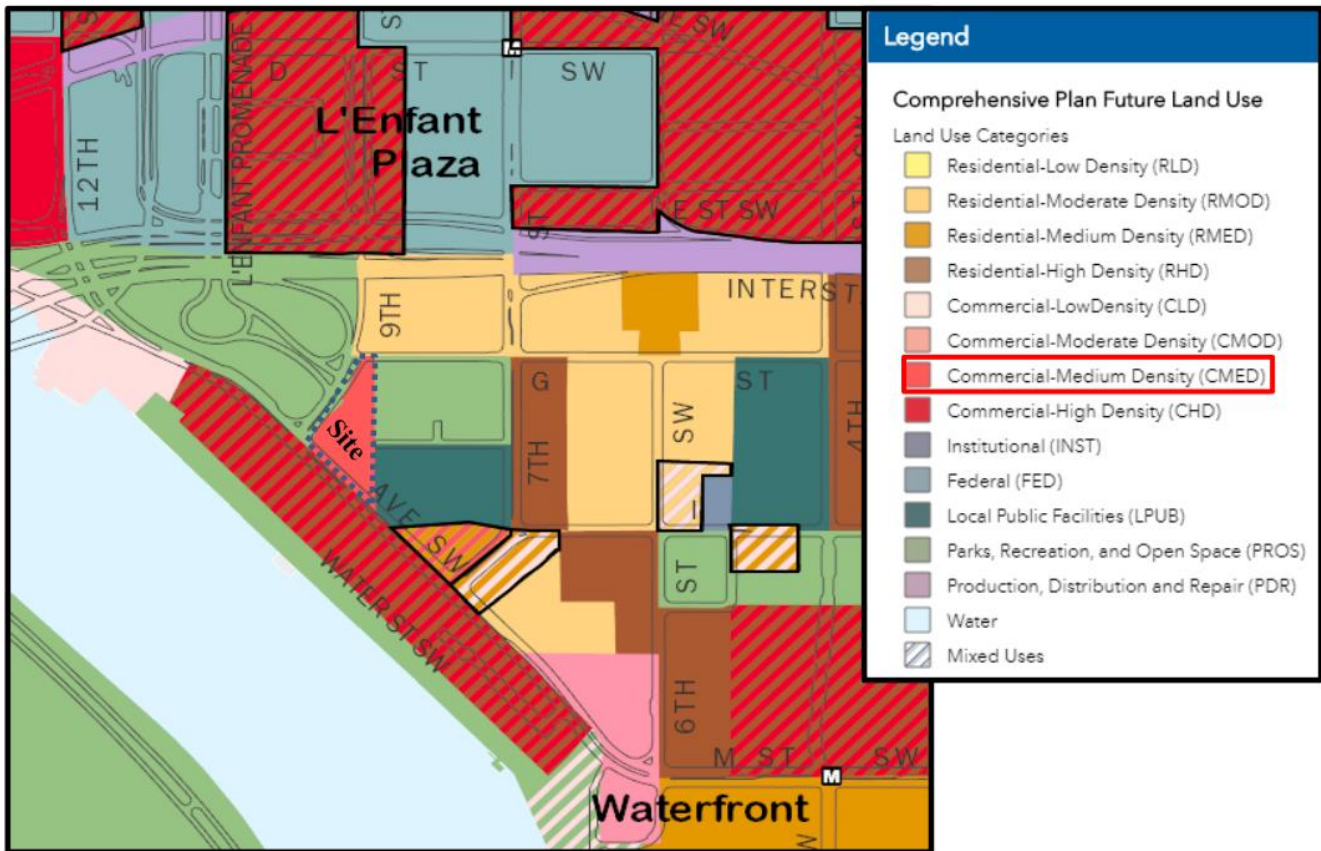 D ST SW
L'Enfant
Plaza
12TH
L'ENFANT PROMENADE S
E ST SW
ST
INTERST
9TH
G ST
Site
7TH
SW
4TH
I
AVE SW
WATER ST SW
ST
6TH
M ST SW
M
Waterfront
Legend
Comprehensive Plan Future Land Use
Land Use Categories
Residential-Low Density (RLD)
Residential-Moderate Density (RMOD)
Residential-Medium Density (RMED)
Residential-High Density (RHD)
Commercial-LowDensity (CLD)
Commercial-Moderate Density (CMOD)
Commercial-Medium Density (CMED)
Commercial-High Density (CHD)
Institutional (INST)
Federal (FED)
Local Public Facilities (LPUB)
Parks, Recreation, and Open Space (PROS)
Production, Distribution and Repair (PDR)
Water
Mixed Uses